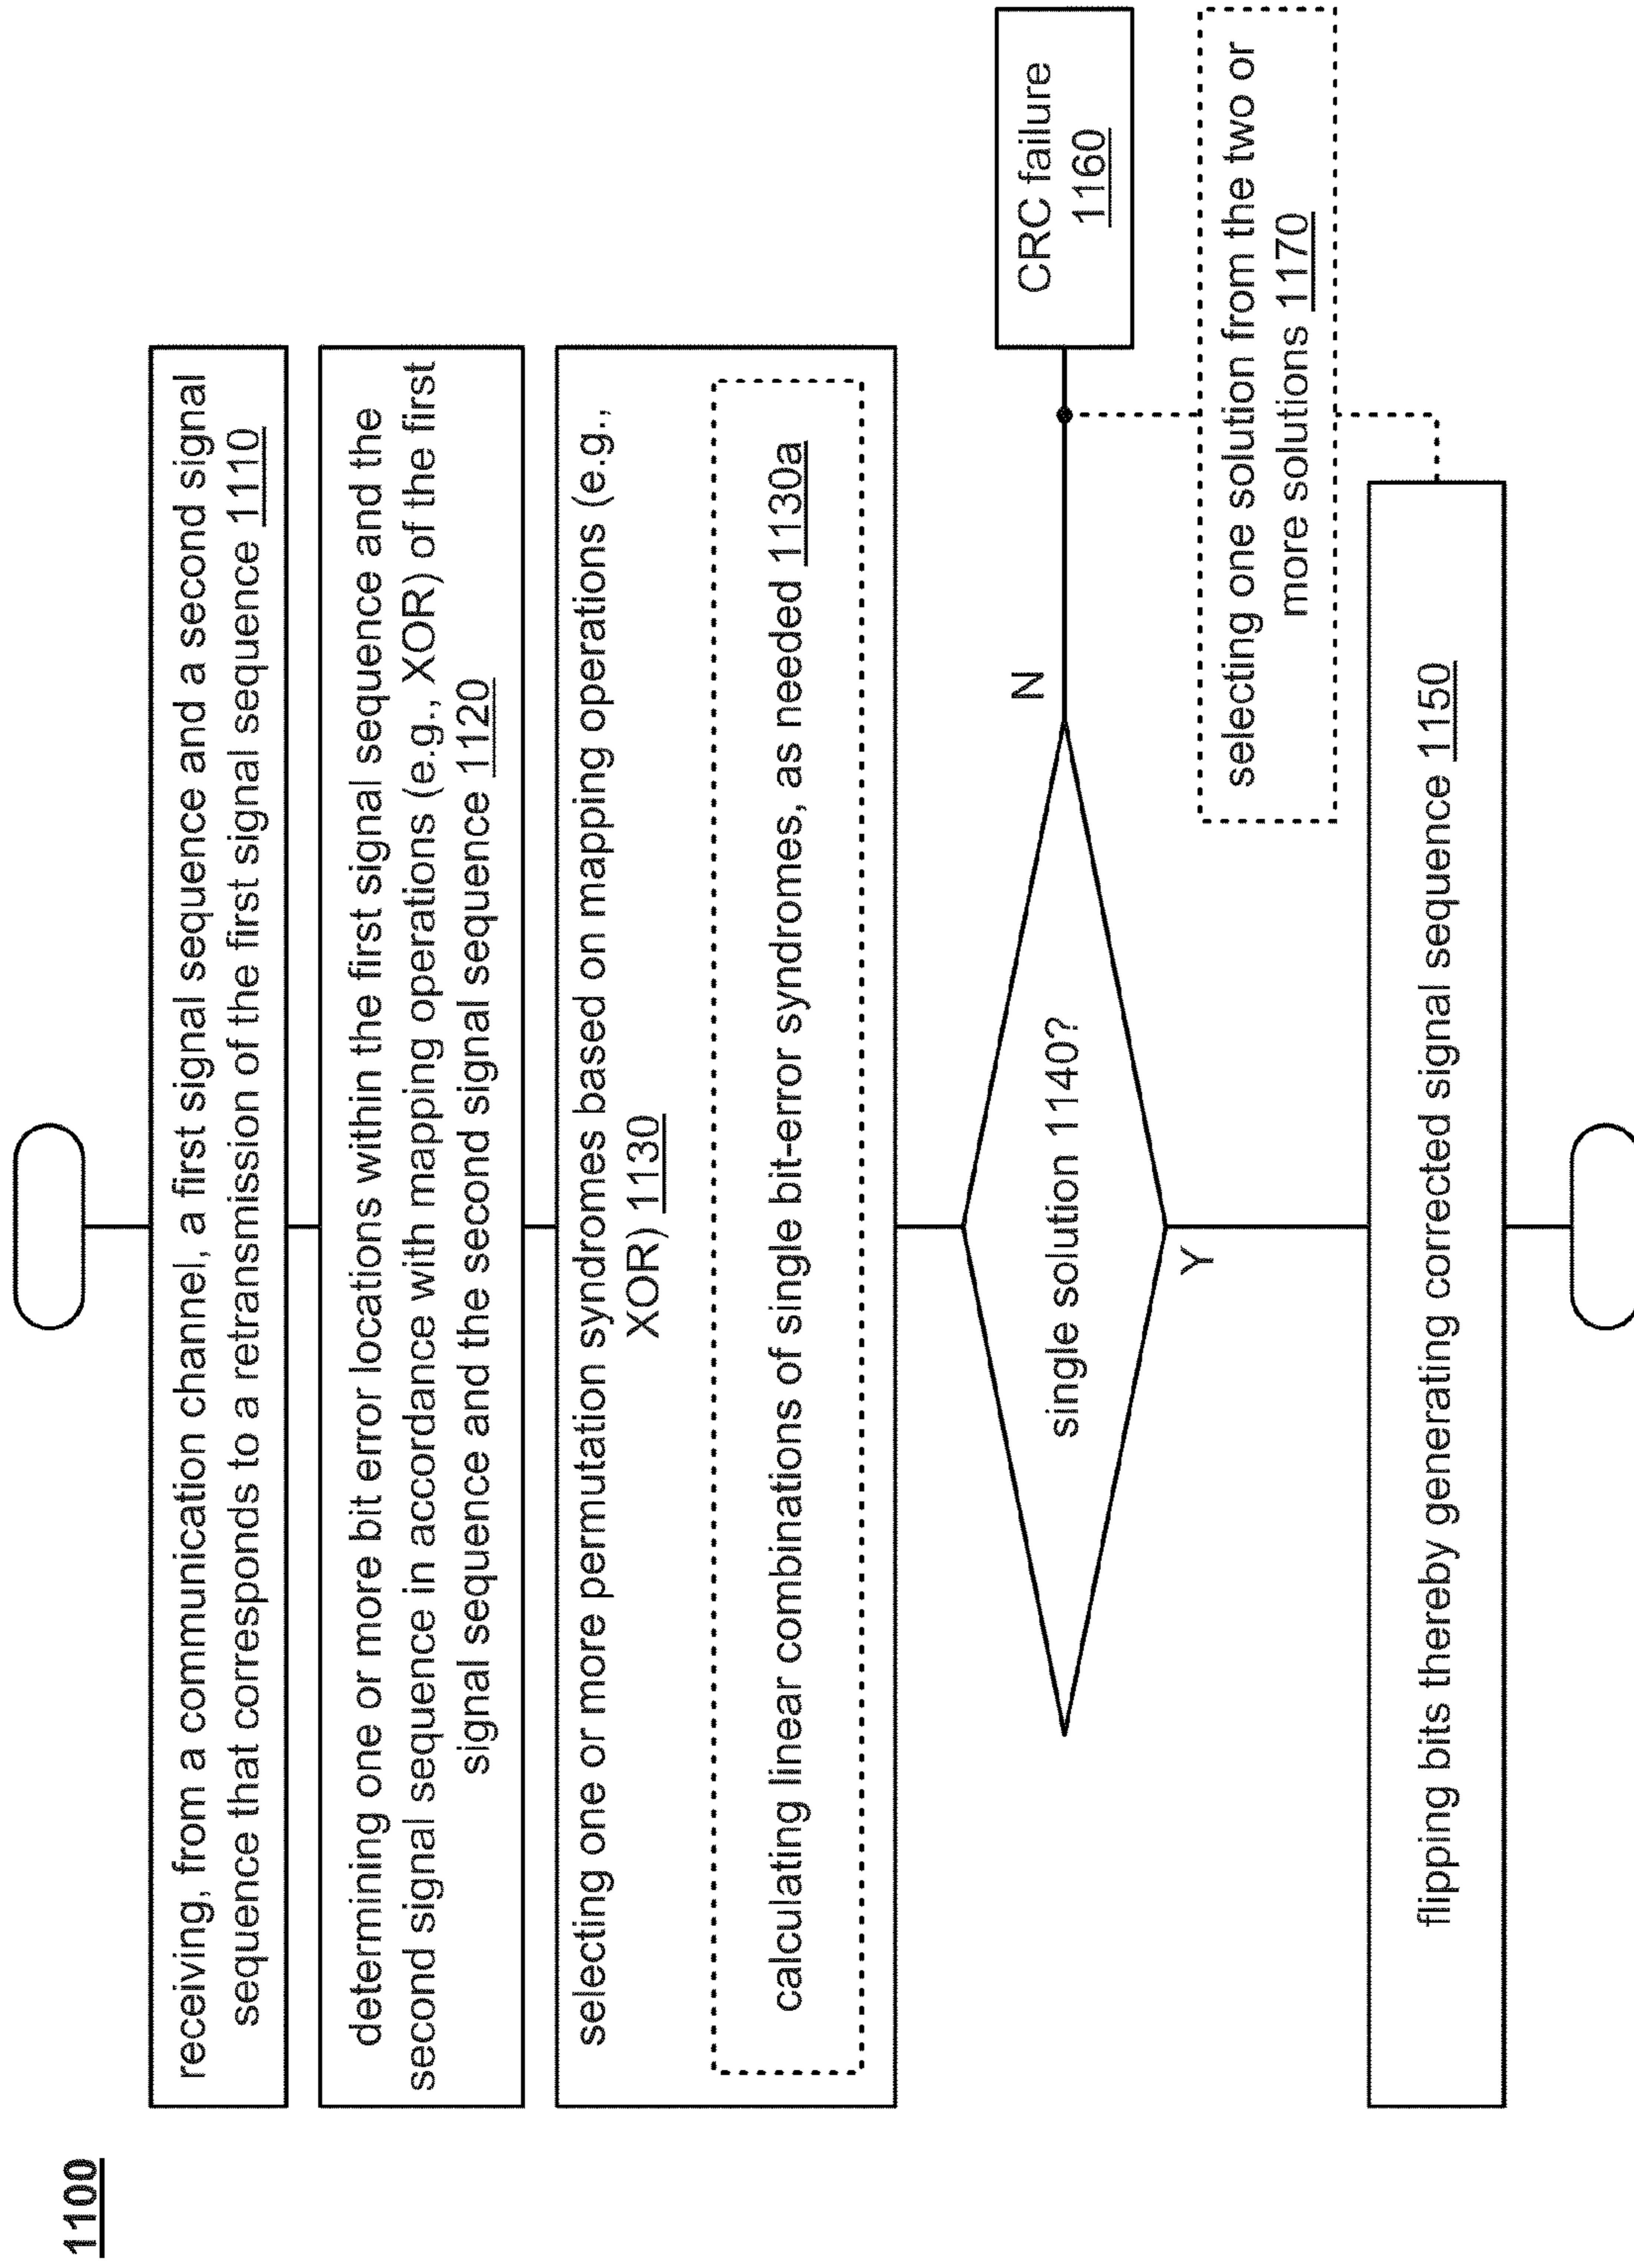 1100
receiving, from a communication channel, a first signal sequence and a second signal
sequence that corresponds to a retransmission of the first signal sequence 1110
determining one or more bit error locations within the first signal sequence and the
second signal sequence in accordance with mapping operations (e.g., XOR) of the first
signal sequence and the second signal sequence 1120
selecting one or more permutation syndromes based on mapping operations (e.g.,
XOR) 1130
calculating linear combinations of single bit-error syndromes, as needed 1130a
single solution 1140?
N
CRC failure
1160
Y
selecting one solution from the two or
more solutions 1170
flipping bits thereby generating corrected signal sequence 1150